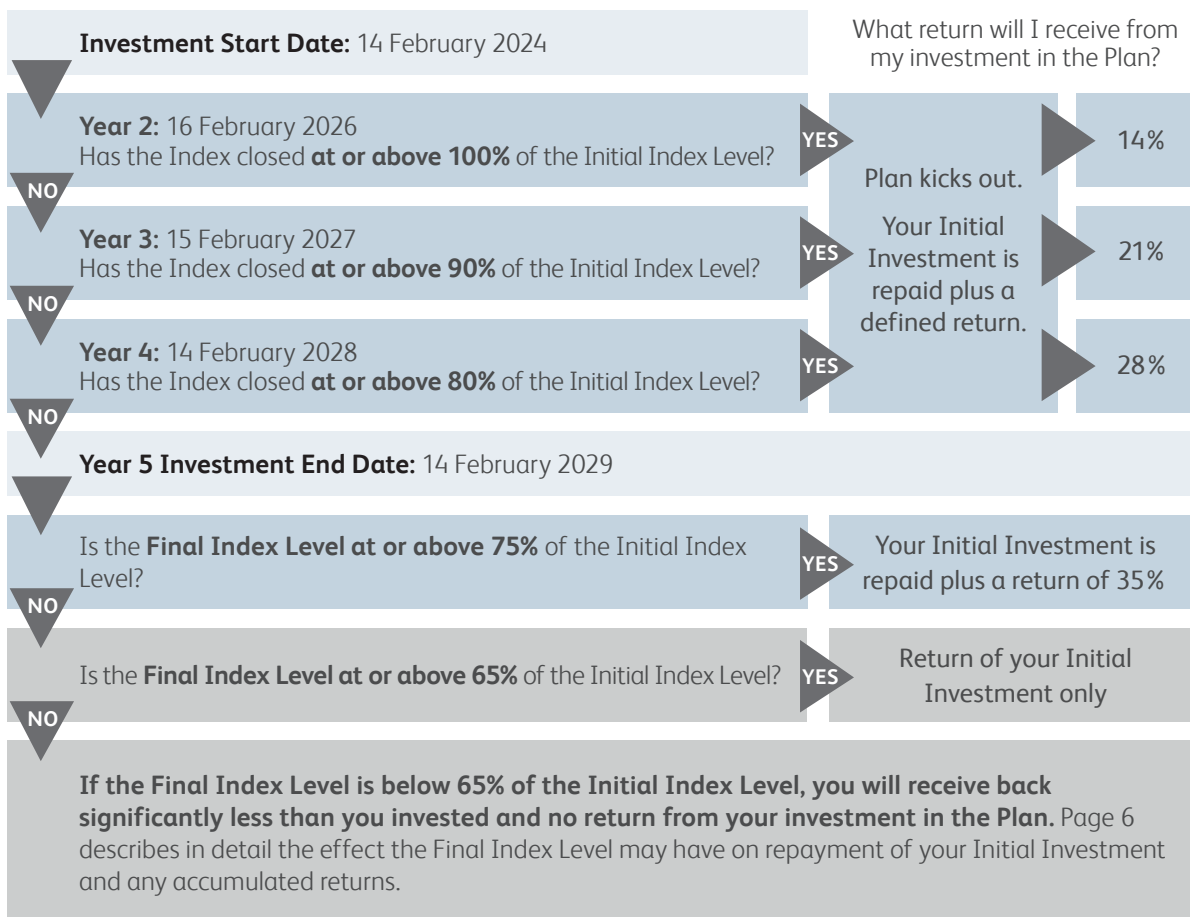 Investment Start Date: 14 February 2024
What return will I receive from
my investment in the Plan?
Year 2: 16 February 2026
Has the Index closed at or above 100% of the Initial Index Level?
YES
14%
NO
Year 3: 15 February 2027
Has the Index closed at or above 90% of the Initial Index Level?
YES
21%
NO
Year 4: 14 February 2028
Has the Index closed at or above 80% of the Initial Index Level?
YES
28%
Plan kicks out.
Your Initial
Investment is
repaid plus a
defined return.
NO
Year 5 Investment End Date: 14 February 2029
Is the Final Index Level at or above 75% of the Initial Index
Level?
YES
Your Initial Investment is
repaid plus a return of 35%
NO
Is the Final Index Level at or above 65% of the Initial Index Level?
YES
Return of your Initial
Investment only
NO
If the Final Index Level is below 65% of the Initial Index Level, you will receive back
significantly less than you invested and no return from your investment in the Plan. Page 6
describes in detail the effect the Final Index Level may have on repayment of your Initial Investment
and any accumulated returns.